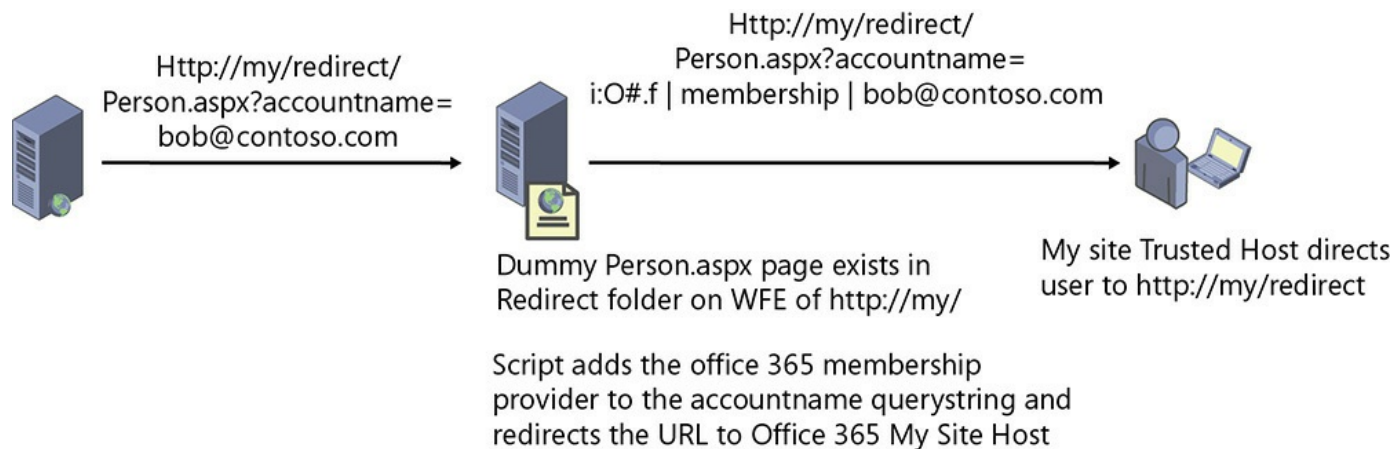 Http://my/redirect/
Person.aspx?accountname=
bob@contoso.com
Http://my/redirect/
Person.aspx?accountname=
i:O#.f | membership | bob@contoso.com
Dummy Person.aspx page exists in
Redirect folder on WFE of http://my/
Script adds the office 365 membership
provider to the accountname querystring and
redirects the URL to Office 365 My Site Host
My site Trusted Host directs
user to http://my/redirect